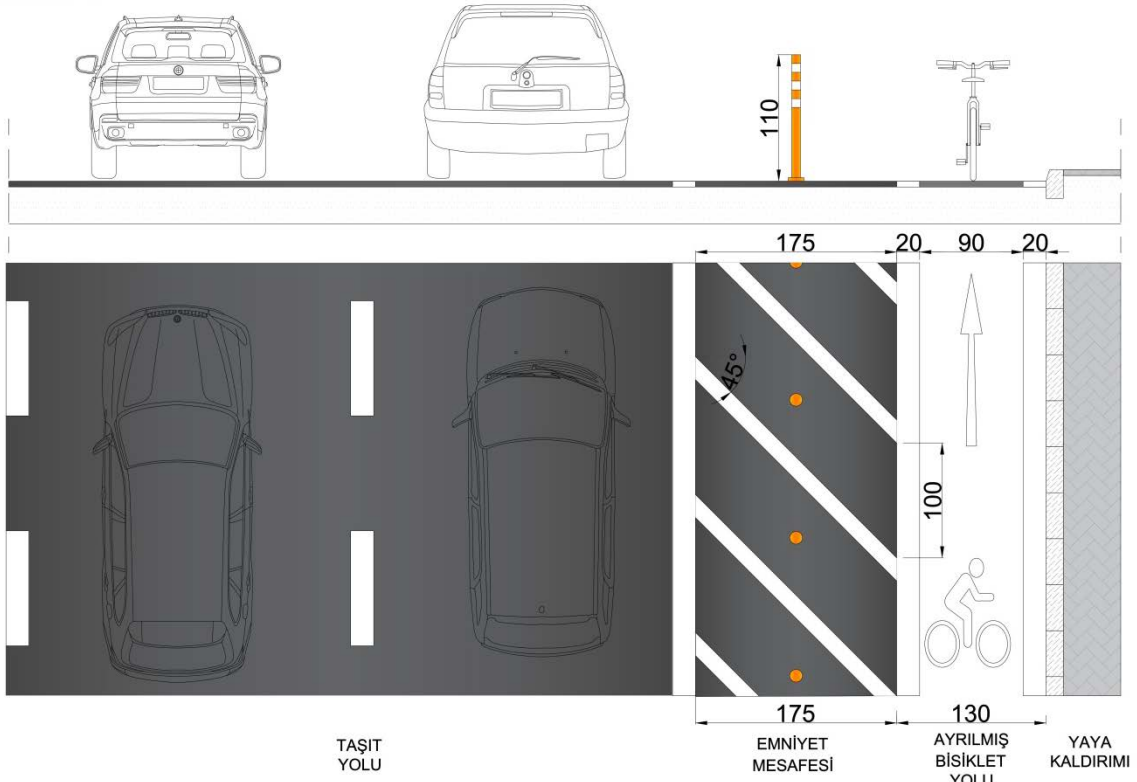 110
175
20
90
20
45°
100
175
130
TAŞIT
YOLU
EMNİYET
MESAFESİ
AYRILMIŞ
BİSİKLET
YOLU
YAYA
KALDIRIMI